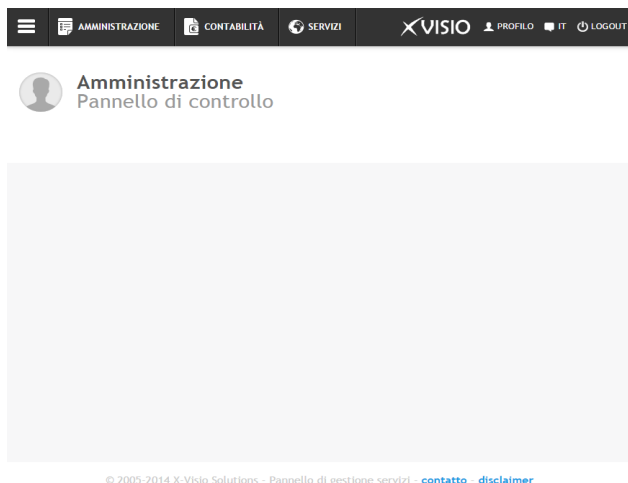 AMMINISTRAZIONE CONTABILITÀ SERVIZI XVISIO PROFILO IT LOGOUT
Amministrazione
Pannello di controllo
© 2005-2014 X-Visio Solutions - Pannello di gestione servizi - contatto - disclaimer